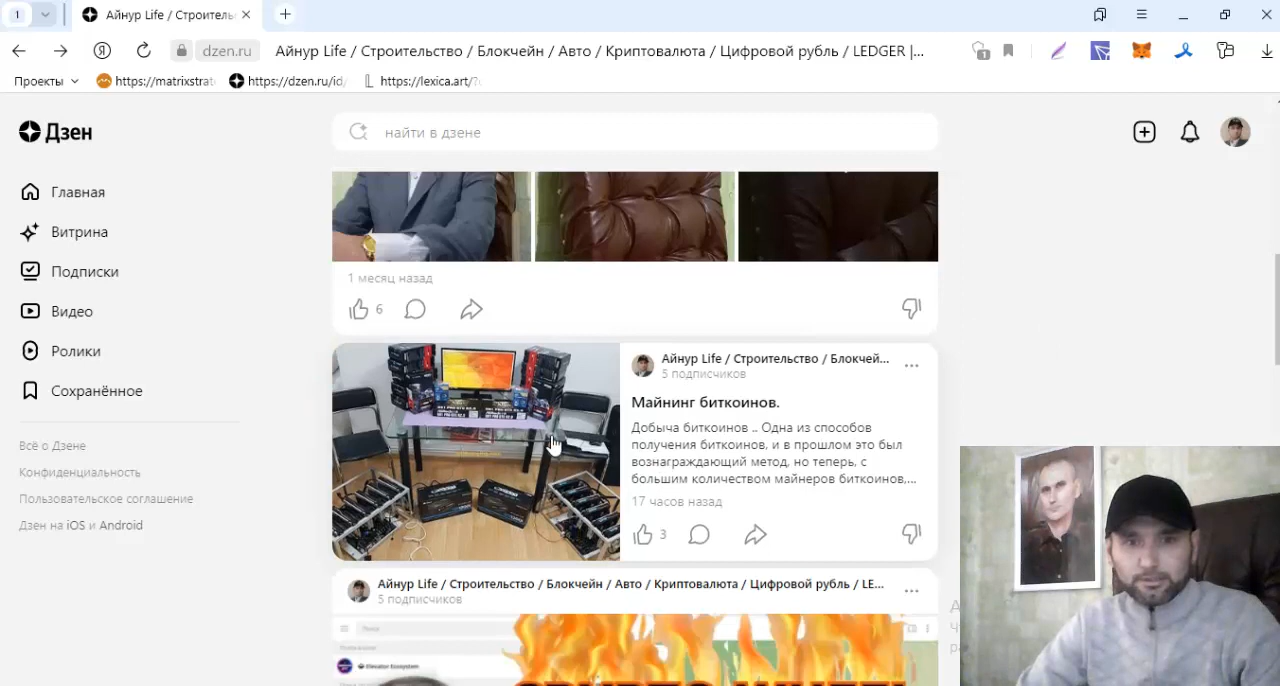 1
Айнур Life / Строитель
dzen.ru
Айнур Life / Строительство / Блокчейн / Авто / Криптовалюта / Цифровой рубль / LEDGER |...
1
Проекты
https://matrixstrat
https://dzen.ru/id/
https://lexica.art/?
Дзен
найти в дзене
Главная
Витрина
Подписки
Видео
Ролики
Сохранённое
Всё о Дзене
Конфиденциальность
Пользовательское соглашение
Дзен на iOS и Android
1 месяц назад
6
Айнур Life / Строительство / Блокчей...
5 подписчиков
Майнинг биткоинов.
Добыча биткоинов .. Одна из способов
получения биткоинов, и в прошлом это был
вознаграждающий метод, но теперь, с
большим количеством майнеров биткоинов,...
17 часов назад
3
Айнур Life / Строительство / Блокчейн / Авто / Криптовалюта / Цифровой рубль / LE...
5 подписчиков
Поиск
Elevator Ecosystem